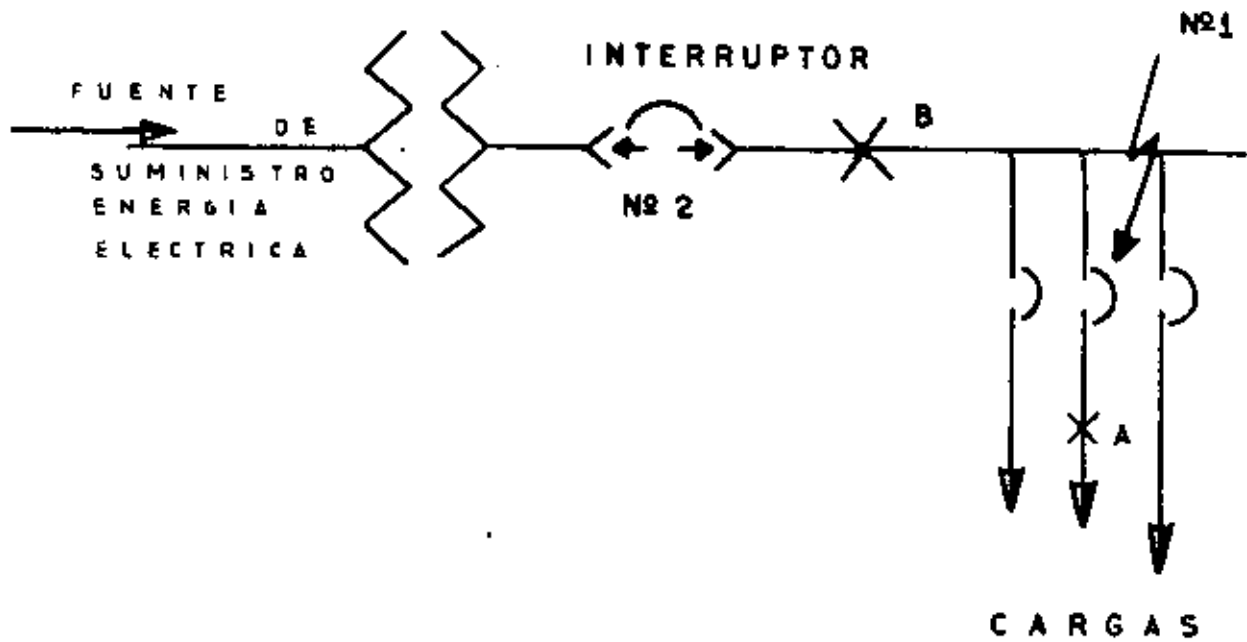 Nº1
INTERRUPTOR
FUENTE
DE
B
SUMINISTRO
Nº 2
ENERGIA
ELECTRICA
A
CARGAS